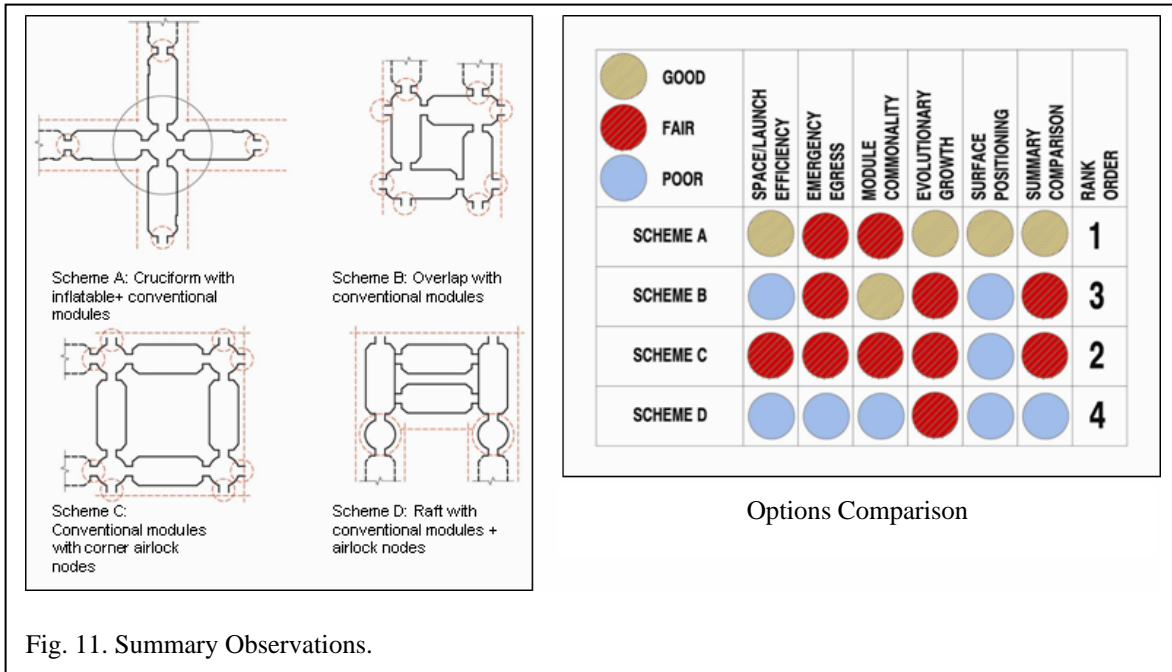 Scheme A: Cruciform with
inflatable+ conventional
modules
Scheme B: Overlap with
conventional modules
Scheme C:
Conventional modules
with corner airlock
nodes
Scheme D: Raft with
conventional modules +
airlock nodes
GOOD
FAIR
POOR
SPACE/LAUNCH
EFFICIENCY
EMERGENCY
EGRESS
MODULE
COMMONALITY
EVOLUTIONARY
GROWTH
SURFACE
POSITIONING
SUMMARY
COMPARISON
RANK
ORDER
SCHEME A 1
SCHEME B 3
SCHEME C 2
SCHEME D 4
Options Comparison
Fig. 11. Summary Observations.